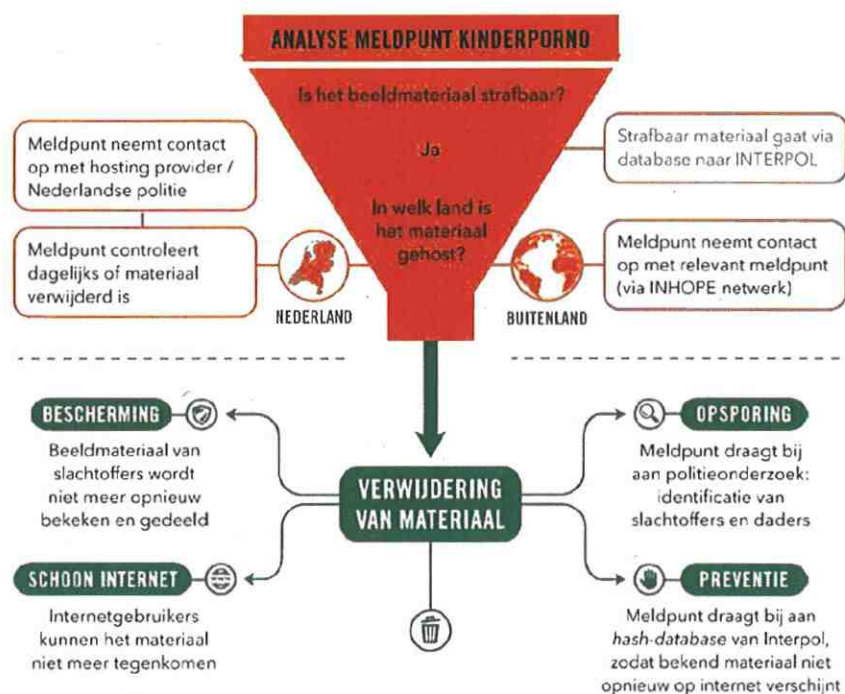 ANALYSE MELDPUNT KINDERPORNO
Is het beeldmateriaal strafbaar?
Ja
In welk land is
het materiaal
gehost?
Meldpunt neemt contact
op met hosting provider /
Nederlandse politie
Meldpunt controleert
dagelijks of materiaal
verwijderd is
NEDERLAND
Strafbaar materiaal gaat via
database naar INTERPOL
Meldpunt neemt contact
op met relevant meldpunt
(via INHOPE netwerk)
BUITENLAND
BESCHERMING
Beeldmateriaal van
slachtoffers wordt
niet meer opnieuw
bekeken en gedeeld
SCHOON INTERNET
Internetgebruikers
kunnen het materiaal
niet meer tegenkomen
VERWIJDERING
VAN MATERIAAL
OPSPORING
Meldpunt draagt bij
aan politieonderzoek:
identificatie van
slachtoffers en daders
PREVENTIE
Meldpunt draagt bij aan
hash-database van Interpol,
zodat bekend materiaal niet
opnieuw op internet verschijnt